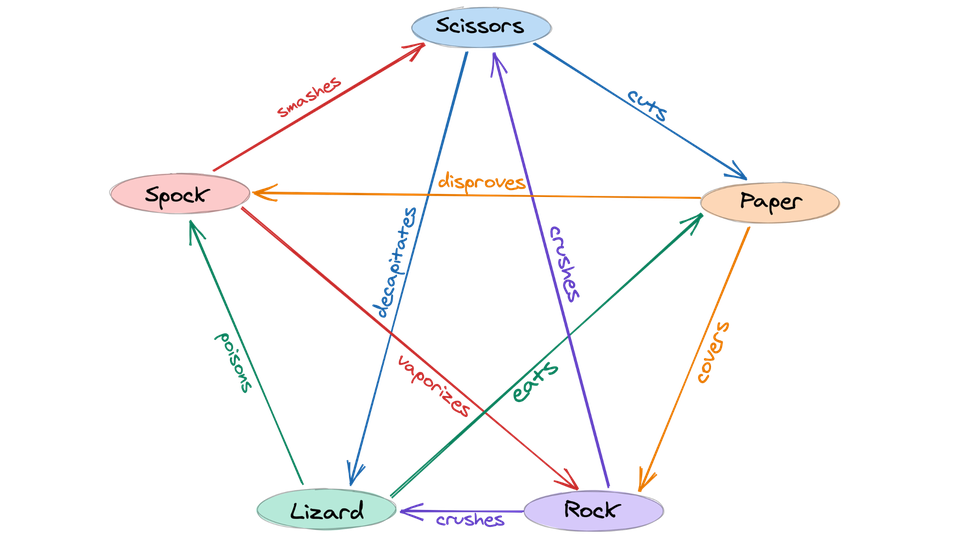 Scissors
smashes
cuts
disproves
Spock
Paper
decapitates
crushes
poisons
vaporizes
eats
covers
Lizard
crushes
Rock